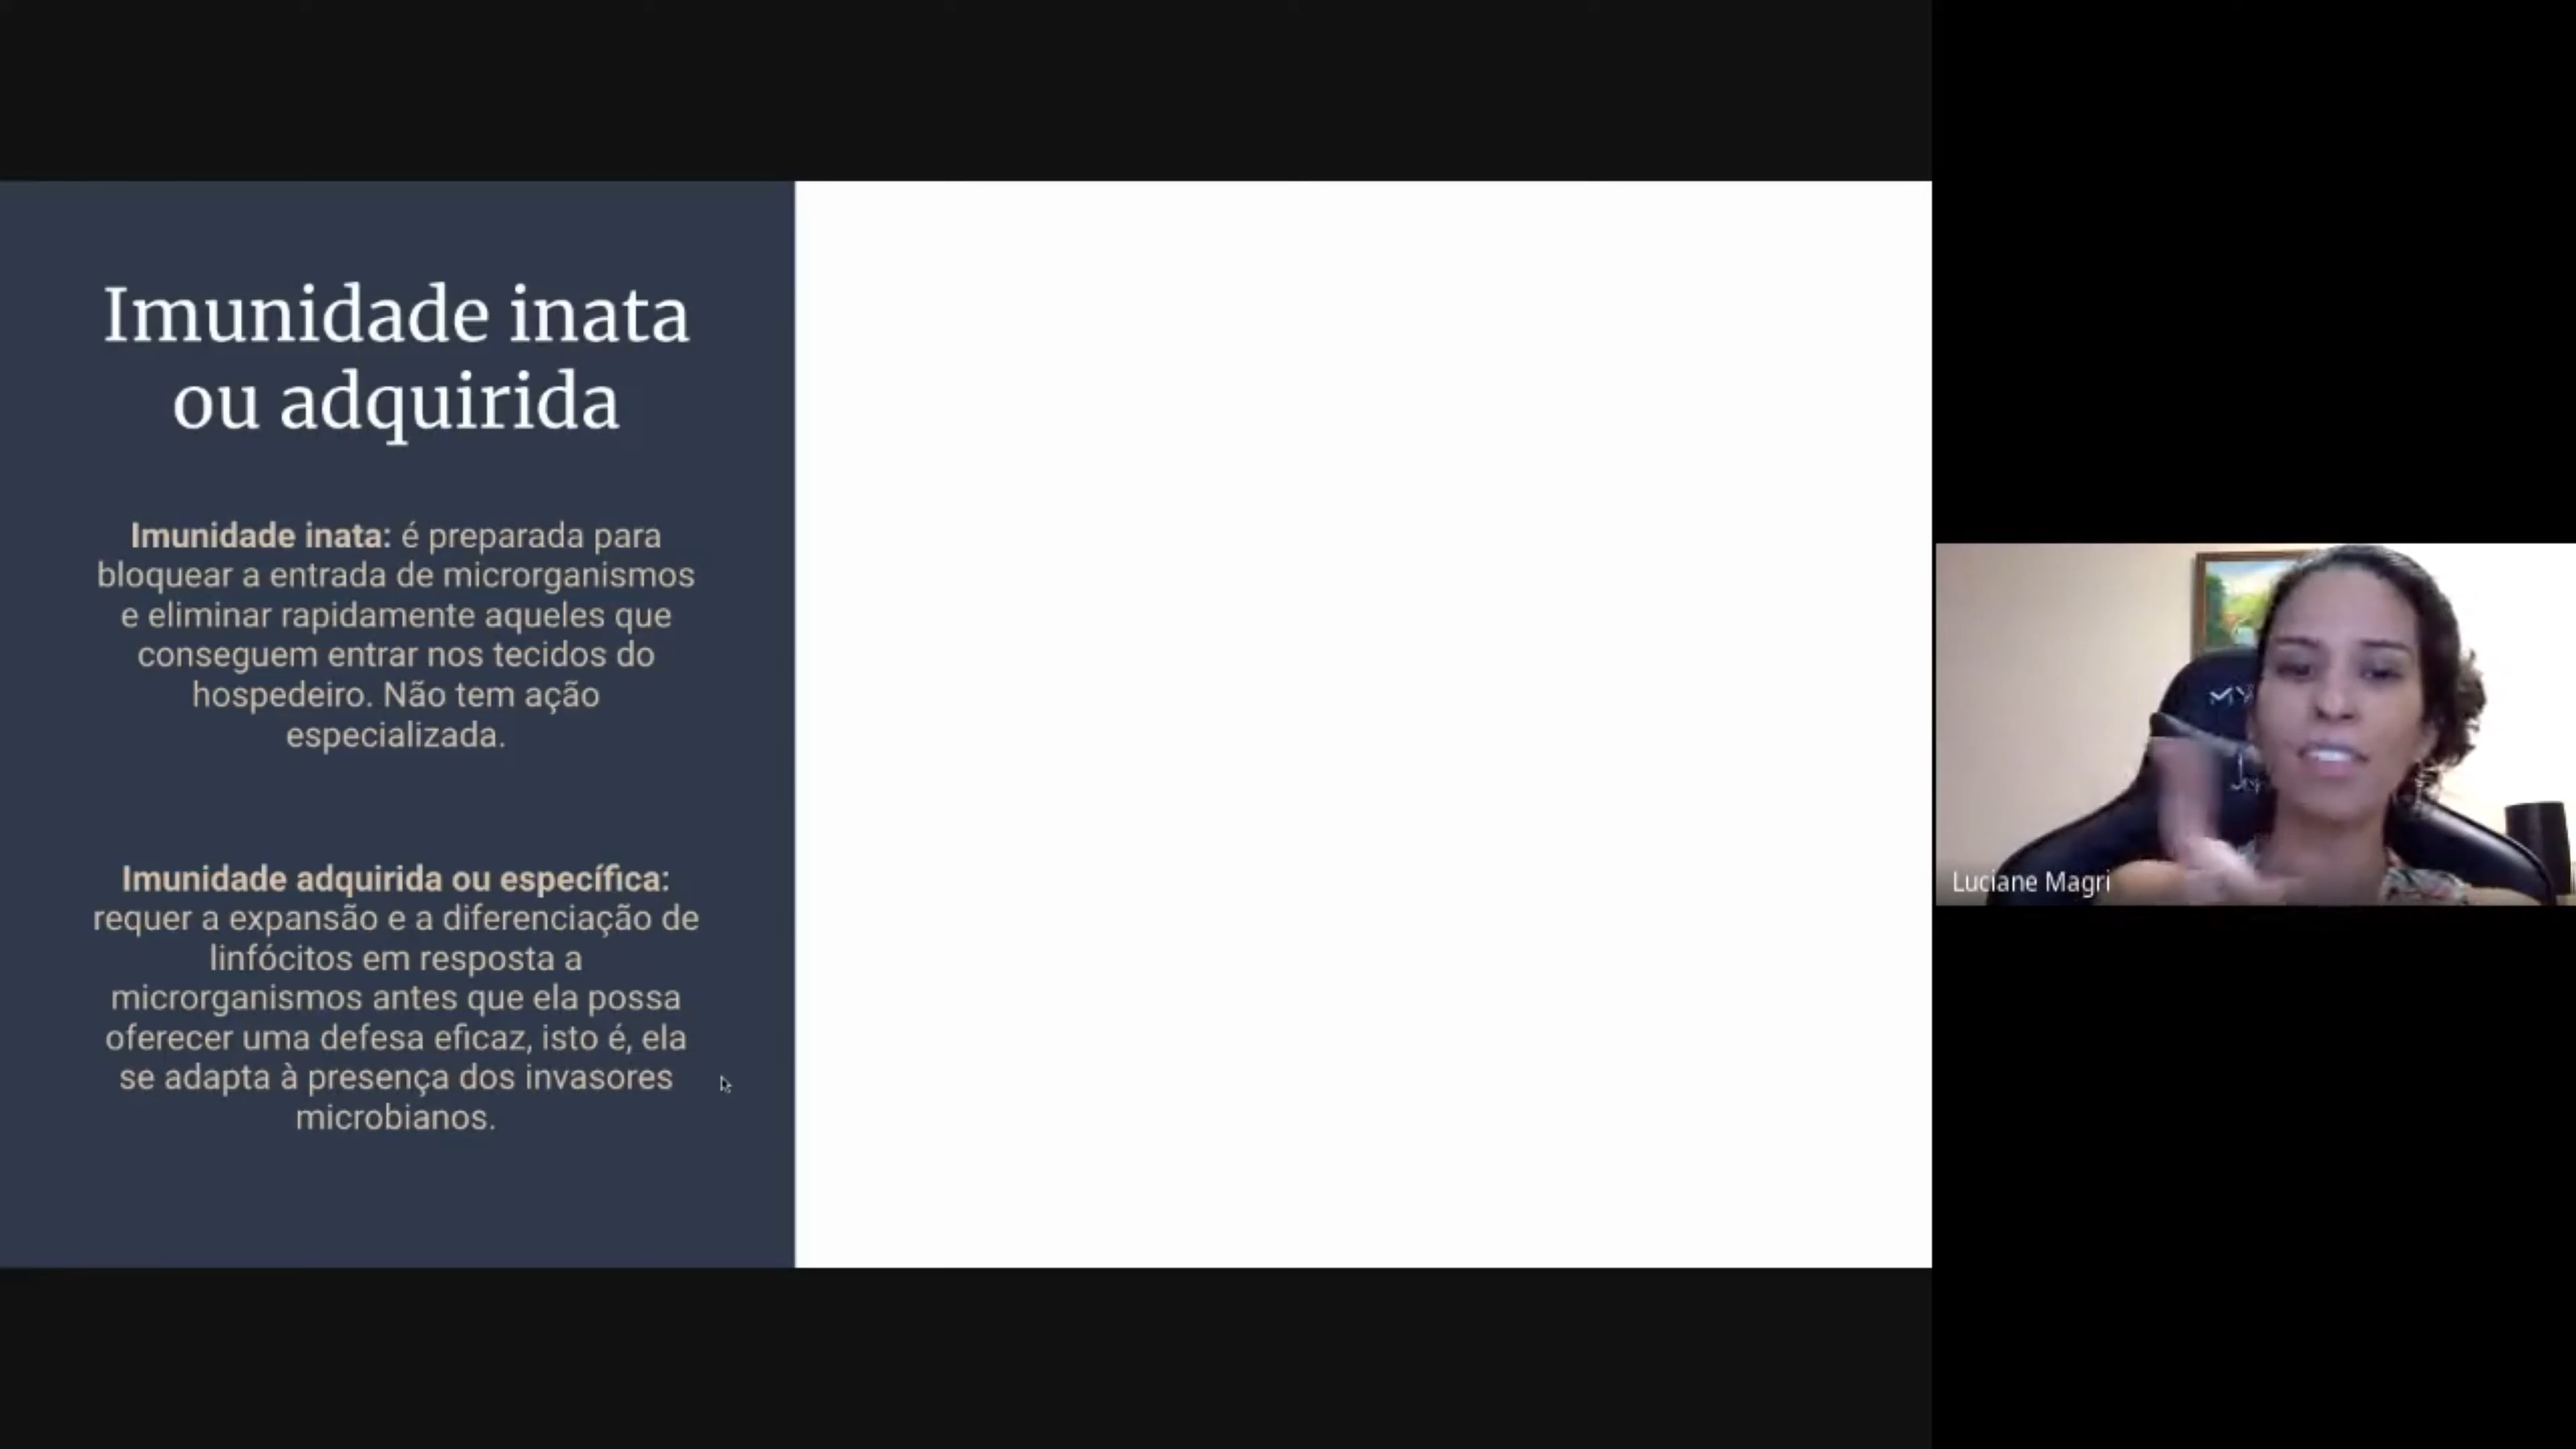 Imunidade inata
ou adquirida
Imunidade inata: é preparada para
bloquear a entrada de microrganismos
e eliminar rapidamente aqueles que
conseguem entrar nos tecidos do
hospedeiro. Não tem ação
especializada.
Imunidade adquirida ou específica:
requer a expansão e a diferenciação de
linfócitos em resposta a
microrganismos antes que ela possa
oferecer uma defesa eficaz, isto é, ela
se adapta à presença dos invasores
microbianos.
Luciane Magri